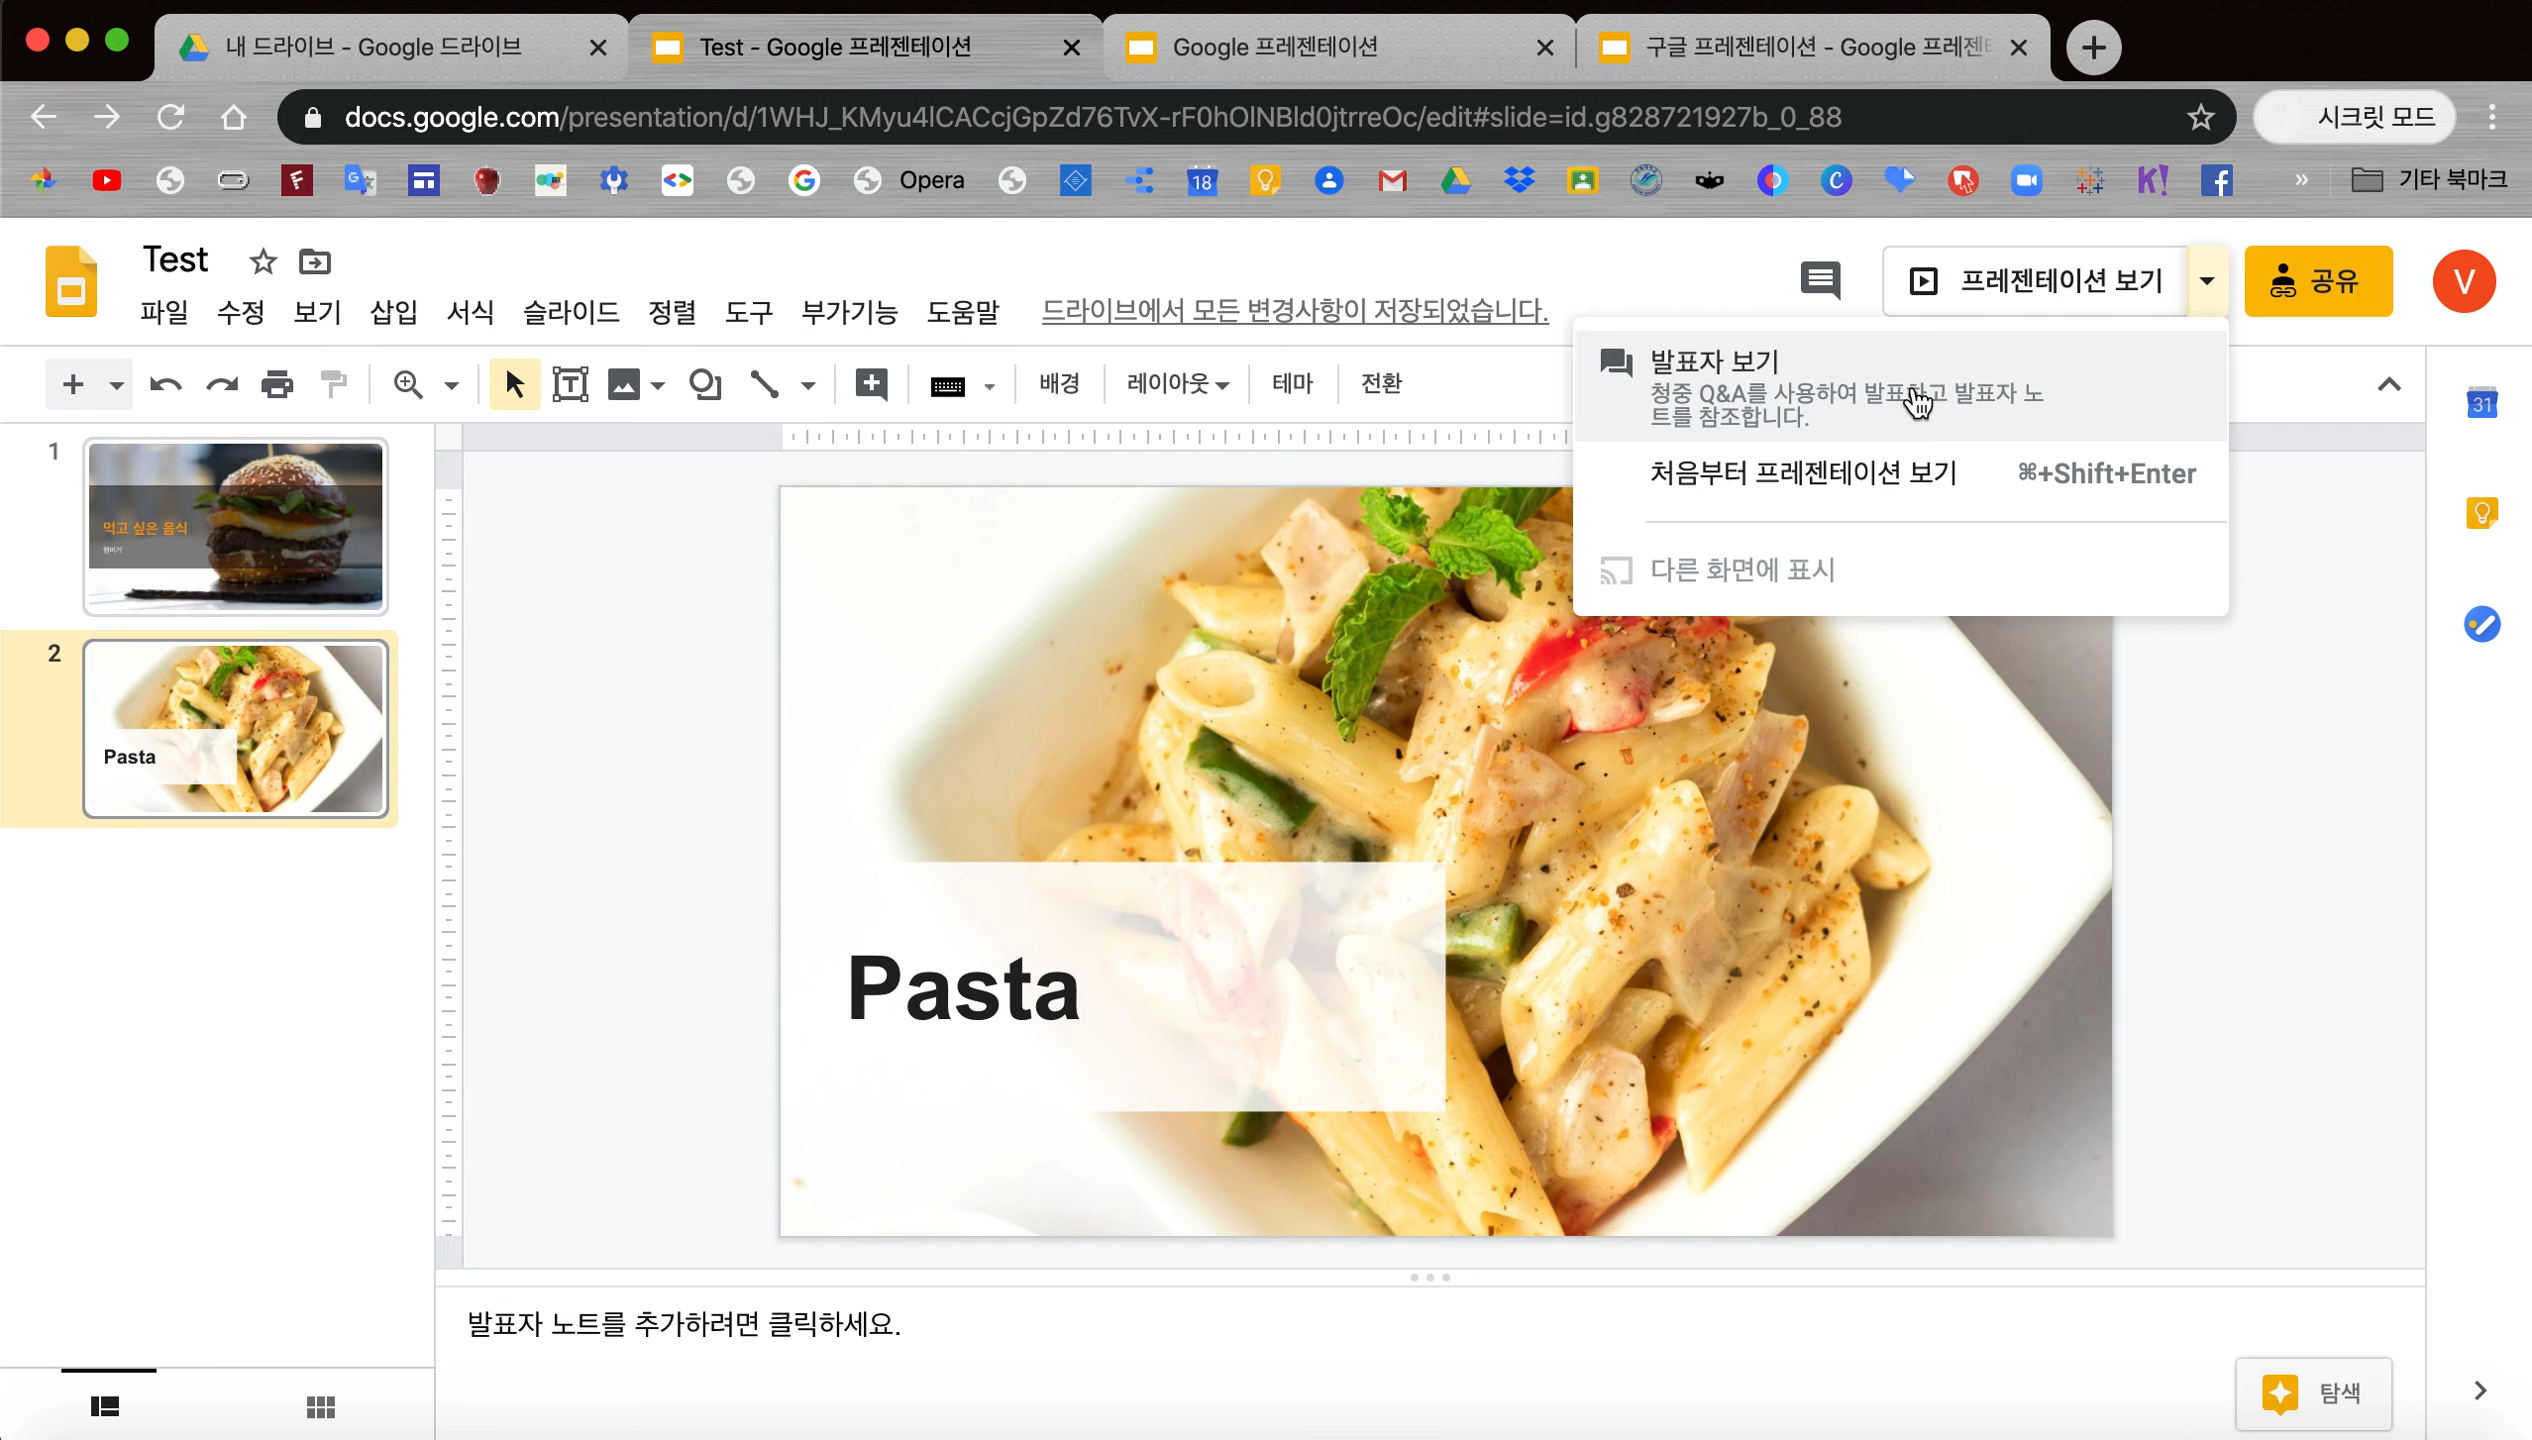 내 드라이브 - Google 드라이브
Test - Google 프레젠테이션
Google 프레젠테이션
구글 프레젠테이션 - Google 프레젠
docs.google.com/presentation/d/1WHJ_KMyu4lCACcjGpZd76TvX-rF0hOlNBld0jtrreOc/edit#slide=id.g828721927b_0_88
시크릿 모드
Opera
18
K!
기타 북마크
Test
파일 수정 보기 삽입 서식 슬라이드 정렬 도구 부가기능 도움말 드라이브에서 모든 변경사항이 저장되었습니다.
프레젠테이션 보기
공유
V
배경 레이아웃 테마 전환
발표자 보기
청중 Q&A를 사용하여 발표하고 발표자 노
트를 참조합니다.
처음부터 프레젠테이션 보기 ⌘+Shift+Enter
다른 화면에 표시
31
1
먹고 싶은 음식
햄버거
2
Pasta
Pasta
발표자 노트를 추가하려면 클릭하세요.
탐색